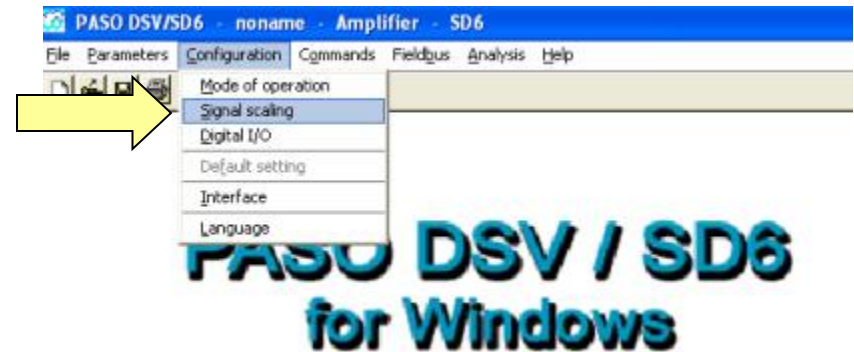 PASO DSV/SD6 - noname - Amplifier - SD6
File Parameters Configuration Commands Fieldbus Analysis Help
Mode of operation
Signal scaling
Digital I/O
Default setting
Interface
Language
PASO DSV / SD6
for Windows